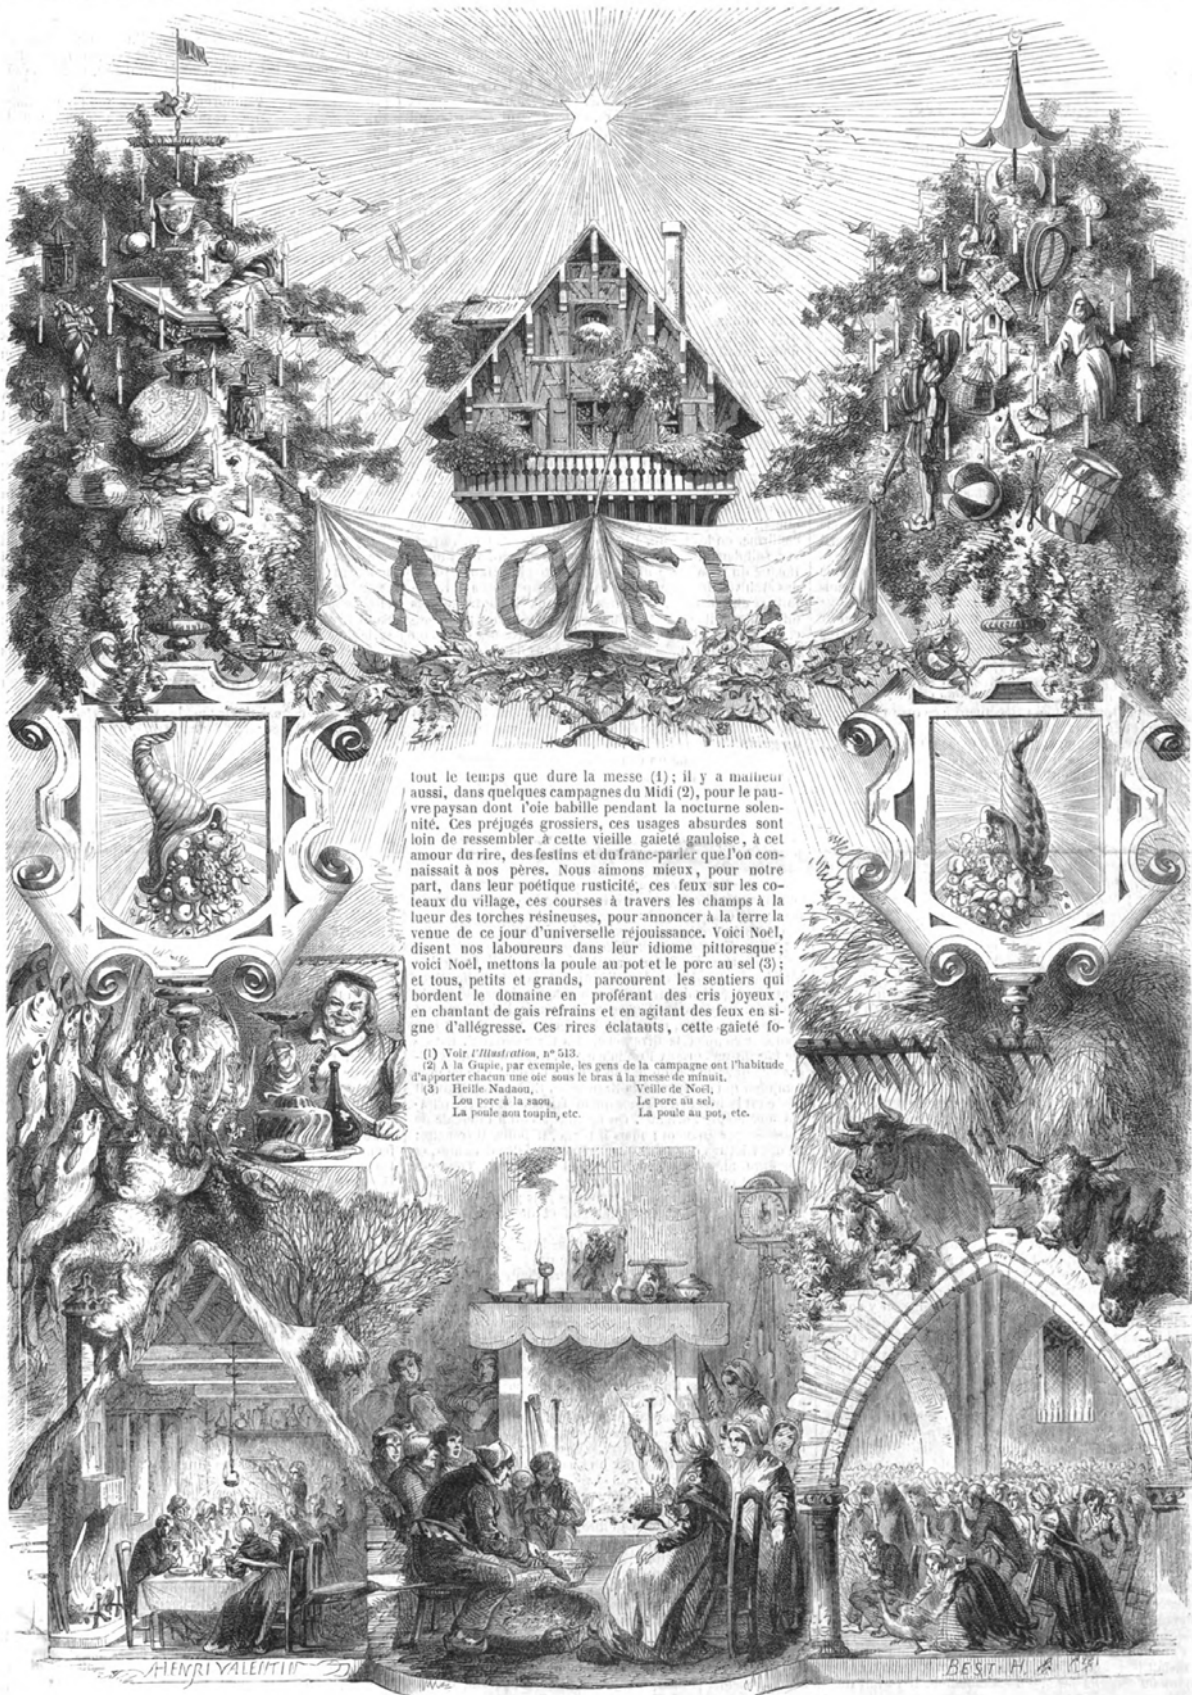 NOEL
tout le temps que dure la messe (1); il y a malheur
aussi, dans quelques campagnes du Midi (2), pour le pau-
vre paysan dont l'oie babille pendant la nocturne solen-
nité. Ces préjugés grossiers, ces usages absurdes sont
loin de ressembler à cette vieille gaieté gauloise, à cet
amour du rire, des festins et du franc-parler que l'on con-
naissait à nos pères. Nous aimons mieux, pour notre
part, dans leur poétique rusticité, ces feux sur les co-
teaux du village, ces courses à travers les champs à la
lueur des torches résineuses, pour annoncer à la terre la
venue de ce jour d'universelle réjouissance. Voici Noël,
disent nos laboureurs dans leur idiome pittoresque;
voici Noël, mettons la poule au pot et le porc au sel (3);
et tous, petits et grands, parcourent les sentiers qui
bordent le domaine en proférant des cris joyeux,
en chantant de gais refrains et en agitant des feux en si-
gne d'allégresse. Ces rires éclatants, cette gaieté fo-
(1) Voir l'Illustration, nº 513.
(2) A la Gupie, par exemple, les gens de la campagne ont l'habitude
d'apporter chacun une oie sous le bras à la messe de minuit.
(3) Heille Nadaou, Veille de Noël,
Lou porc à la saou, Le porc au sel,
La poule aou toupin, etc. La poule au pot, etc.
HENRI VALENTIN
BEST. H.